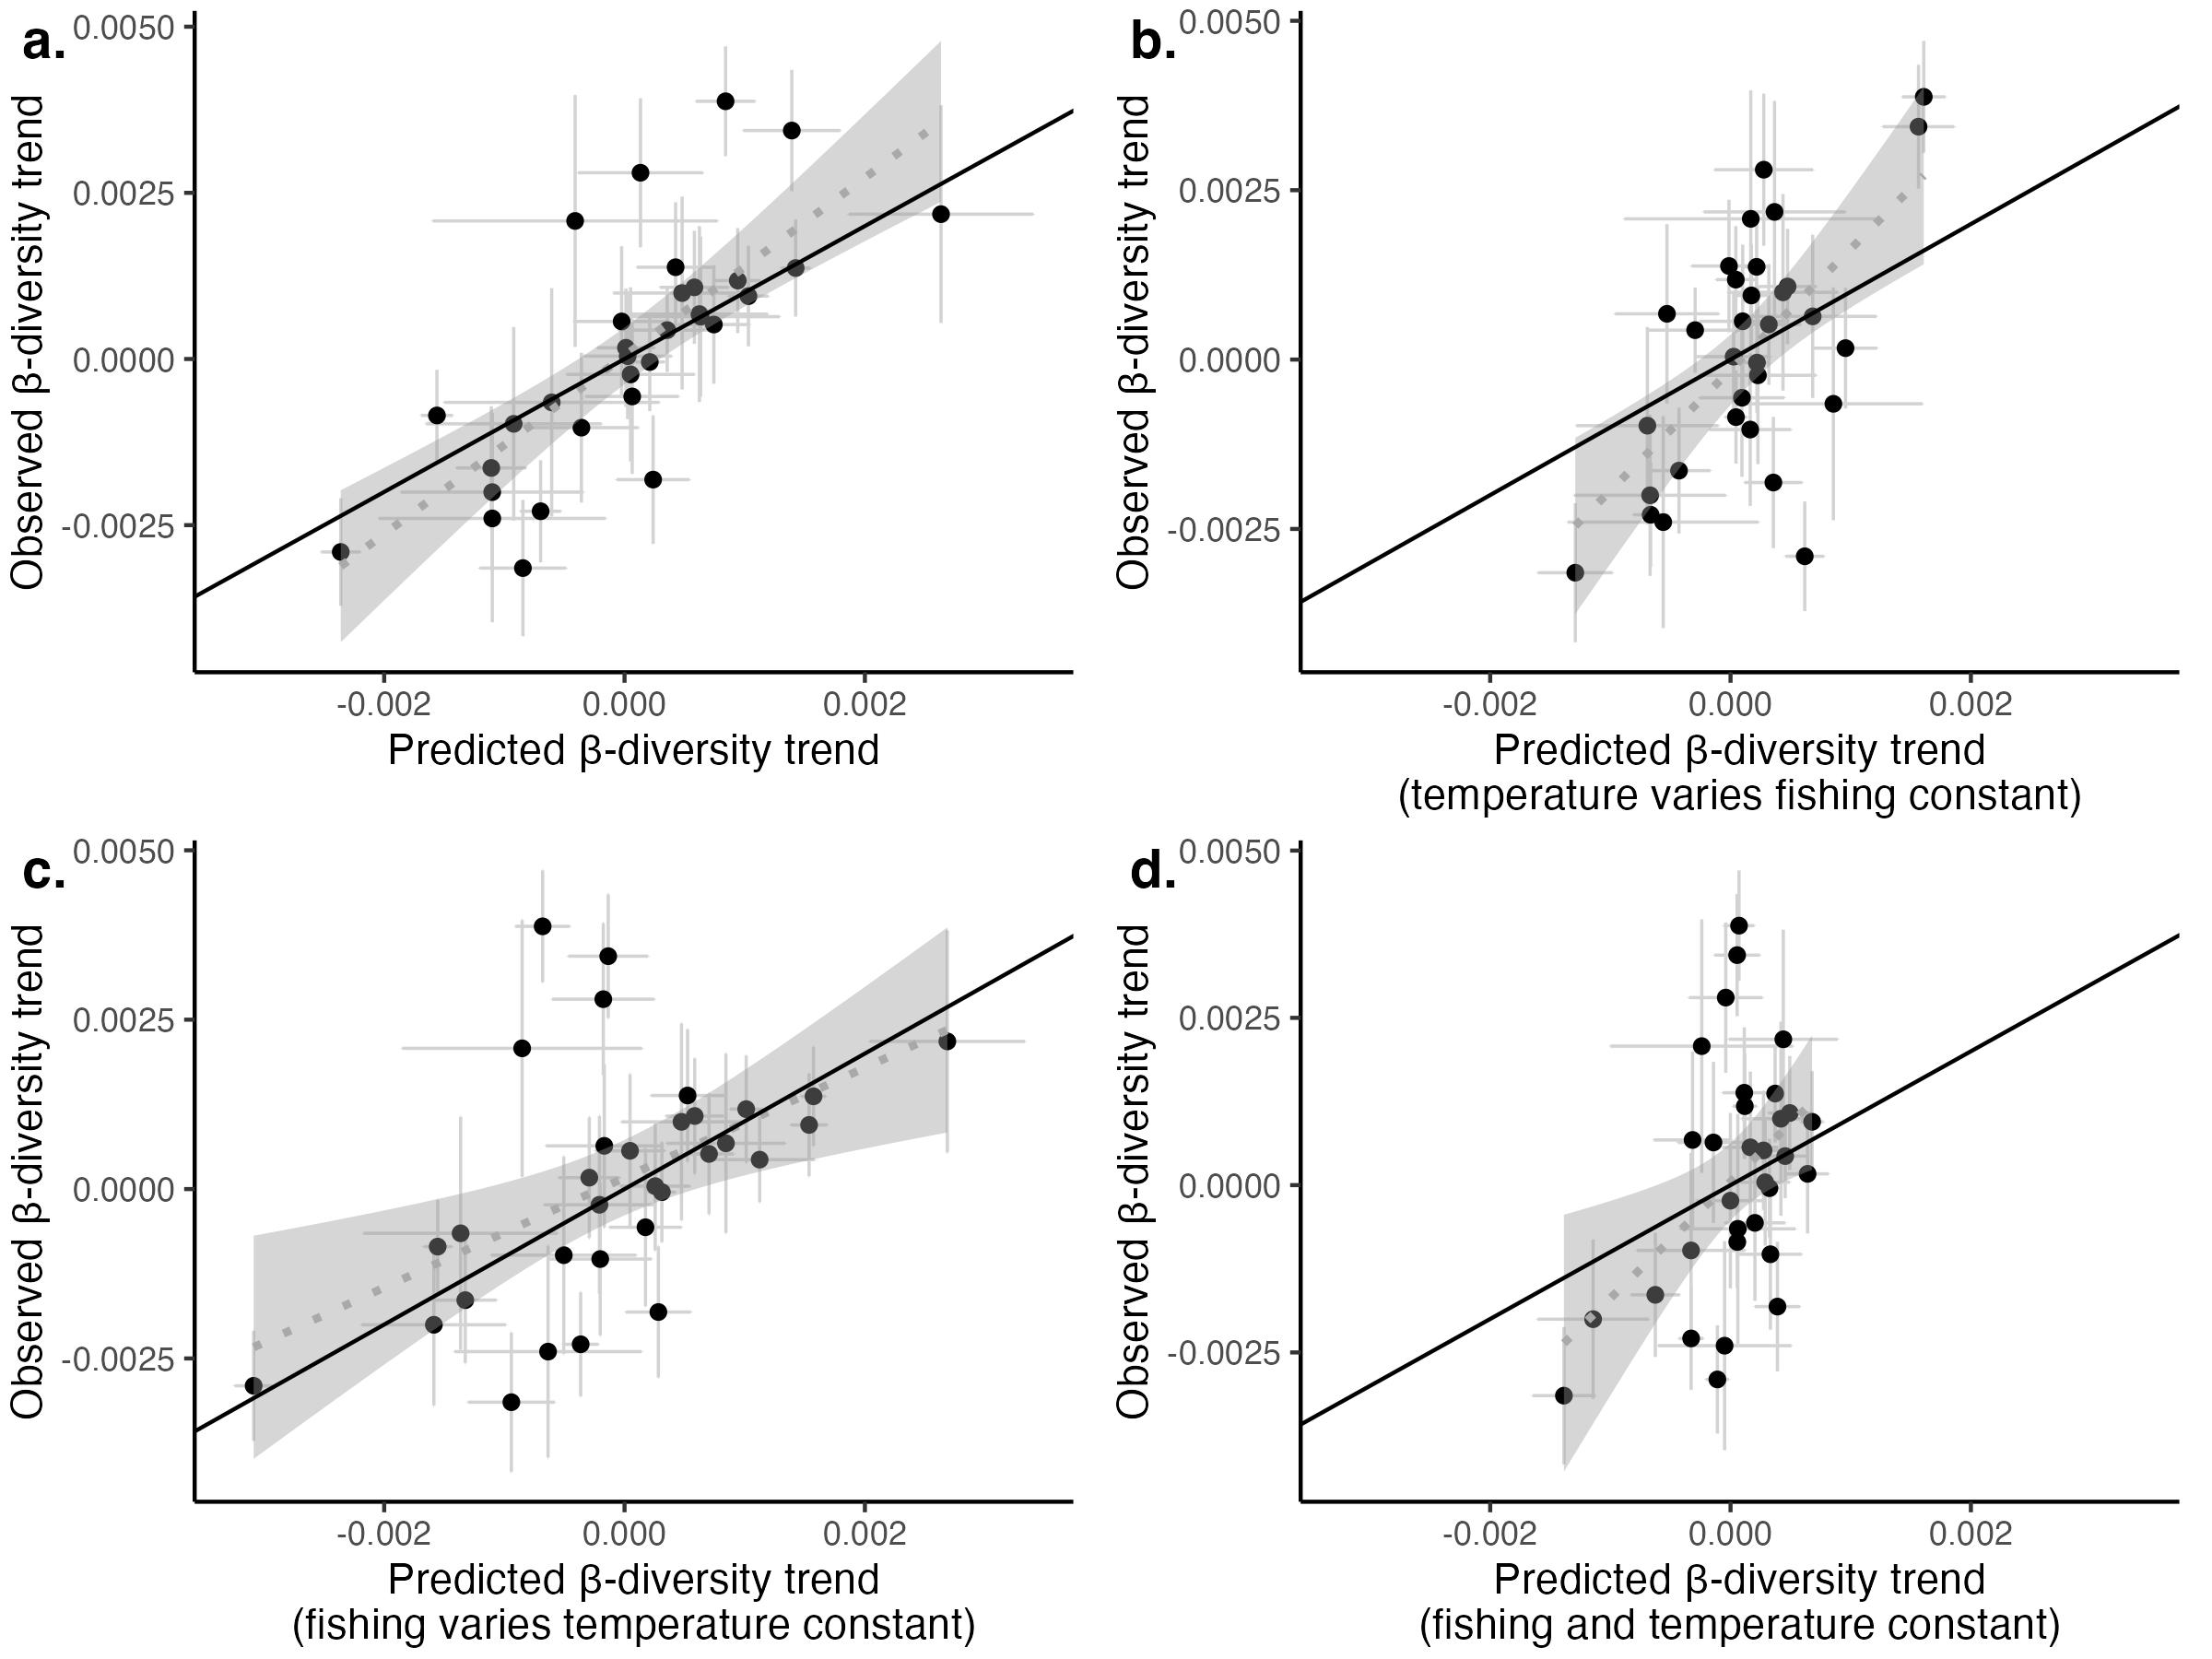 a.
0.0050
0.0025
0.0000
-0.0025
Observed β-diversity trend
-0.002 0.000 0.002
Predicted β-diversity trend
b.
0.0050
0.0025
0.0000
-0.0025
Observed β-diversity trend
-0.002 0.000 0.002
Predicted β-diversity trend
(temperature varies fishing constant)
c.
0.0050
0.0025
0.0000
-0.0025
Observed β-diversity trend
-0.002 0.000 0.002
Predicted β-diversity trend
(fishing varies temperature constant)
d.
0.0050
0.0025
0.0000
-0.0025
Observed β-diversity trend
-0.002 0.000 0.002
Predicted β-diversity trend
(fishing and temperature constant)